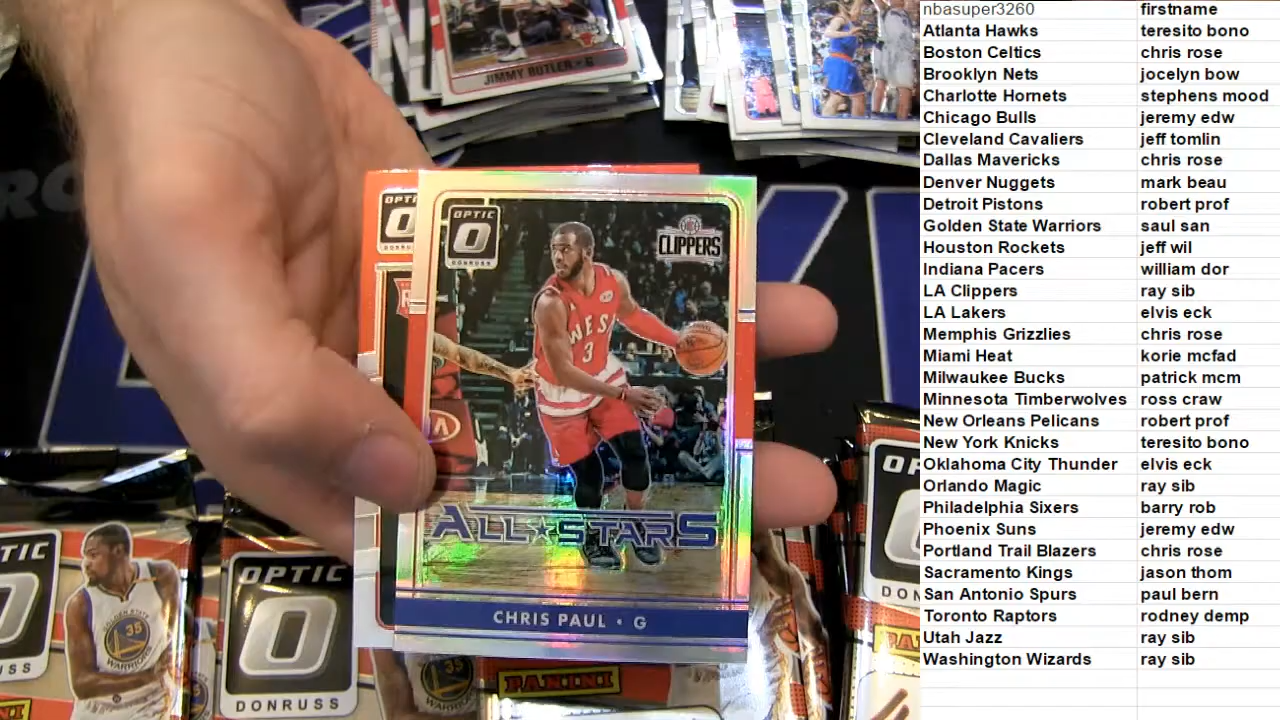 JIMMY BUTLER • G
OPTIC
DONRUSS
CLIPPERS
WEST
3
ALL★STARS
CHRIS PAUL • G
KIA
OPTIC
DONRUSS
GOLDEN STATE
35
WARRIORS
35
PANINI
nbasuper3260 firstname
Atlanta Hawks teresito bono
Boston Celtics chris rose
Brooklyn Nets jocelyn bow
Charlotte Hornets stephens mood
Chicago Bulls jeremy edw
Cleveland Cavaliers jeff tomlin
Dallas Mavericks chris rose
Denver Nuggets mark beau
Detroit Pistons robert prof
Golden State Warriors saul san
Houston Rockets jeff wil
Indiana Pacers william dor
LA Clippers ray sib
LA Lakers elvis eck
Memphis Grizzlies chris rose
Miami Heat korie mcfad
Milwaukee Bucks patrick mcm
Minnesota Timberwolves ross craw
New Orleans Pelicans robert prof
New York Knicks teresito bono
Oklahoma City Thunder elvis eck
Orlando Magic ray sib
Philadelphia Sixers barry rob
Phoenix Suns jeremy edw
Portland Trail Blazers chris rose
Sacramento Kings jason thom
San Antonio Spurs paul bern
Toronto Raptors rodney demp
Utah Jazz ray sib
Washington Wizards ray sib